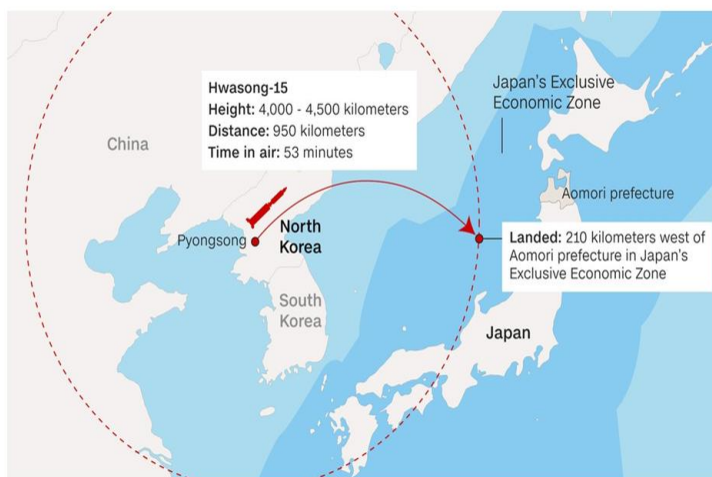 Hwasong-15
Height: 4,000 - 4,500 kilometers
Distance: 950 kilometers
Time in air: 53 minutes
Japan's Exclusive
Economic Zone
China
Aomori prefecture
Pyongsong
North
Korea
Landed: 210 kilometers west of
Aomori prefecture in Japan's
Exclusive Economic Zone
South
Korea
Japan